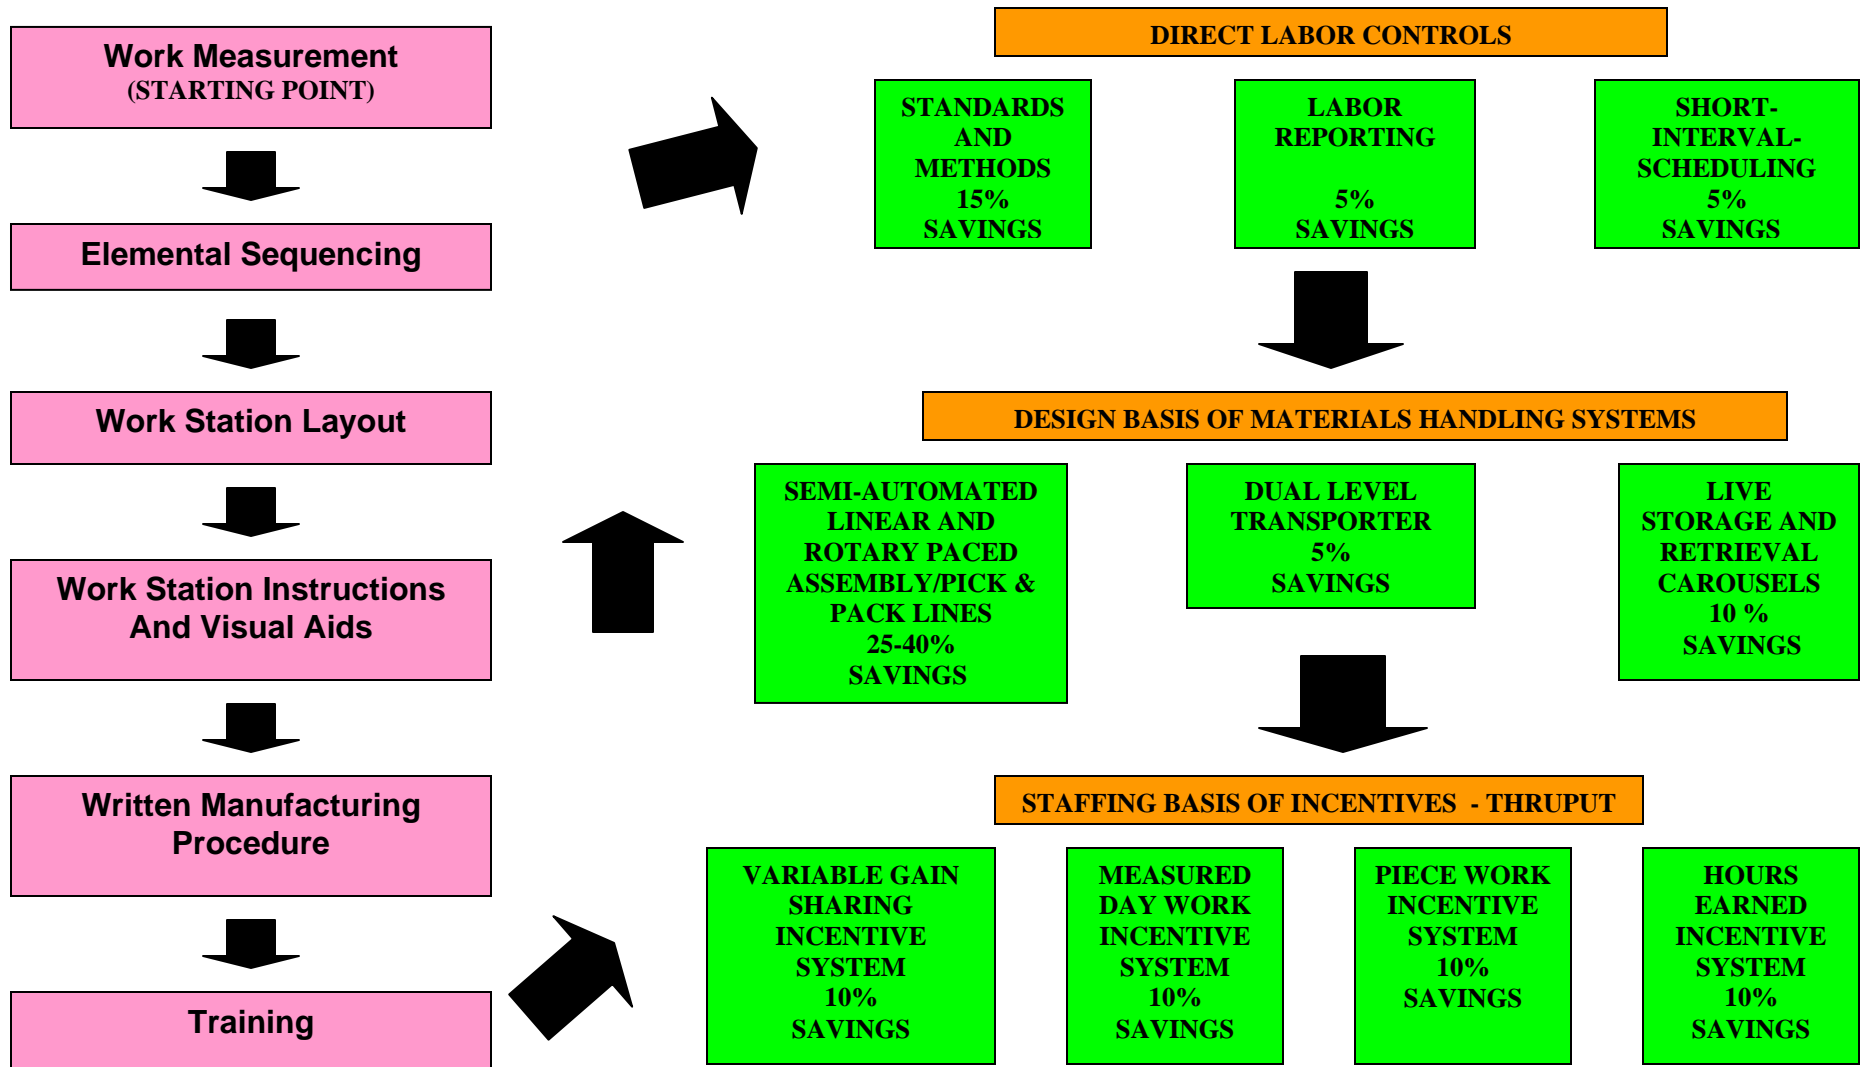 Work Measurement
(STARTING POINT)
Elemental Sequencing
Work Station Layout
Work Station Instructions
And Visual Aids
Written Manufacturing
Procedure
Training
DIRECT LABOR CONTROLS
STANDARDS
AND
METHODS
15%
SAVINGS
LABOR
REPORTING
5%
SAVINGS
SHORT-
INTERVAL-
SCHEDULING
5%
SAVINGS
DESIGN BASIS OF MATERIALS HANDLING SYSTEMS
SEMI-AUTOMATED
LINEAR AND
ROTARY PACED
ASSEMBLY/PICK &
PACK LINES
25-40%
SAVINGS
DUAL LEVEL
TRANSPORTER
5%
SAVINGS
LIVE
STORAGE AND
RETRIEVAL
CAROUSELS
10 %
SAVINGS
STAFFING BASIS OF INCENTIVES - THRUPUT
VARIABLE GAIN
SHARING
INCENTIVE
SYSTEM
10%
SAVINGS
MEASURED
DAY WORK
INCENTIVE
SYSTEM
10%
SAVINGS
PIECE WORK
INCENTIVE
SYSTEM
10%
SAVINGS
HOURS
EARNED
INCENTIVE
SYSTEM
10%
SAVINGS